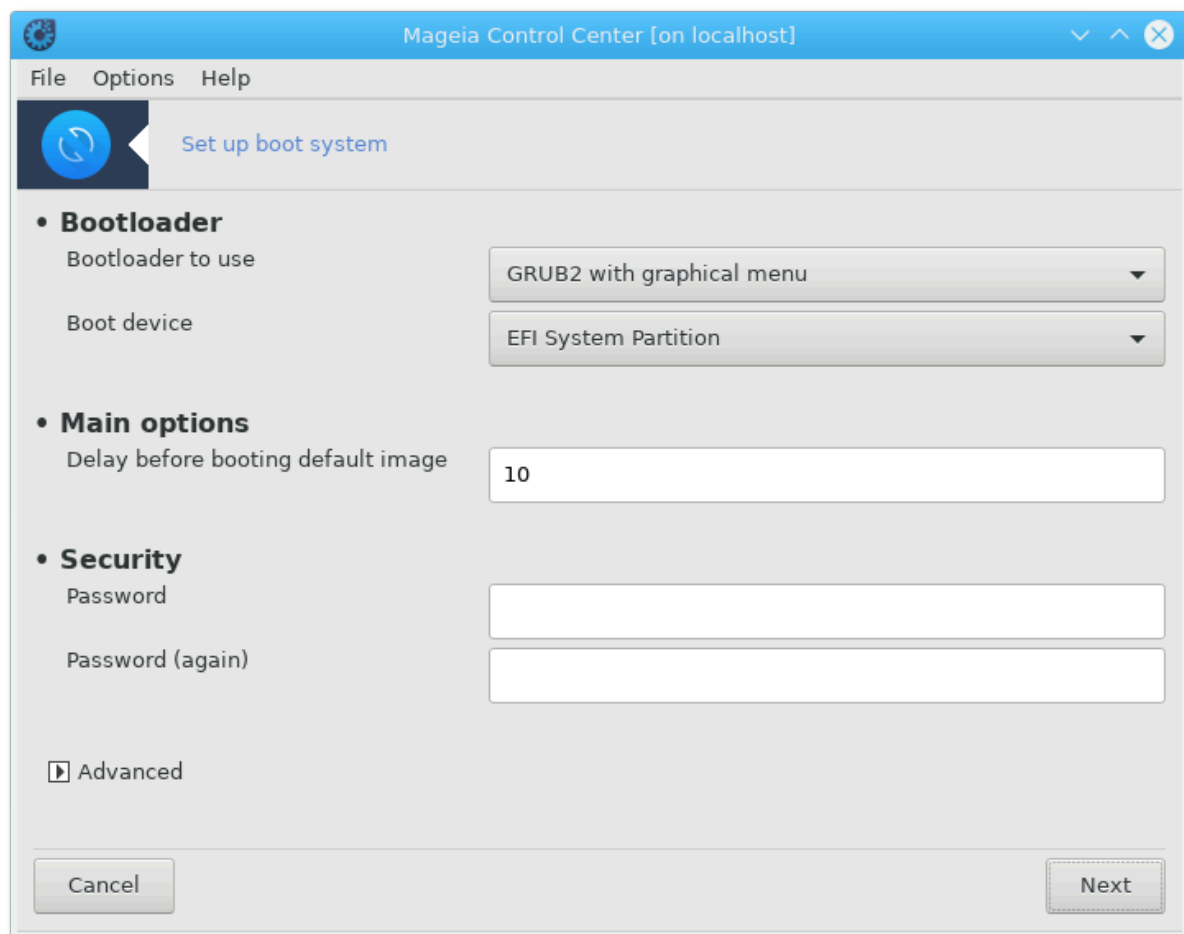 Mageia Control Center [on localhost]
File Options Help
Set up boot system
• Bootloader
Bootloader to use
GRUB2 with graphical menu
Boot device
EFI System Partition
• Main options
Delay before booting default image
10
• Security
Password
Password (again)
Advanced
Cancel
Next